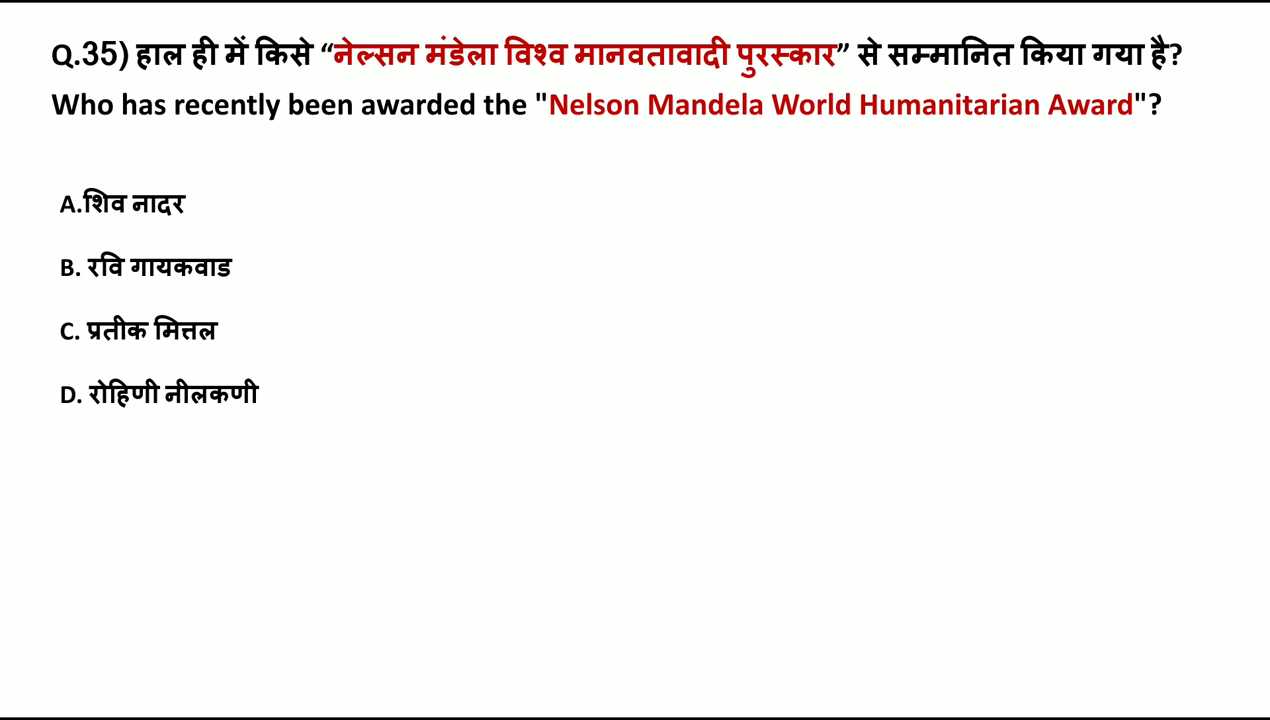 Q.35) हाल ही में किसे “नेल्सन मंडेला विश्व मानवतावादी पुरस्कार” से सम्मानित किया गया है?
Who has recently been awarded the "Nelson Mandela World Humanitarian Award"?
A.शिव नादर
B. रवि गायकवाड
C. प्रतीक मित्तल
D. रोहिणी नीलकणी